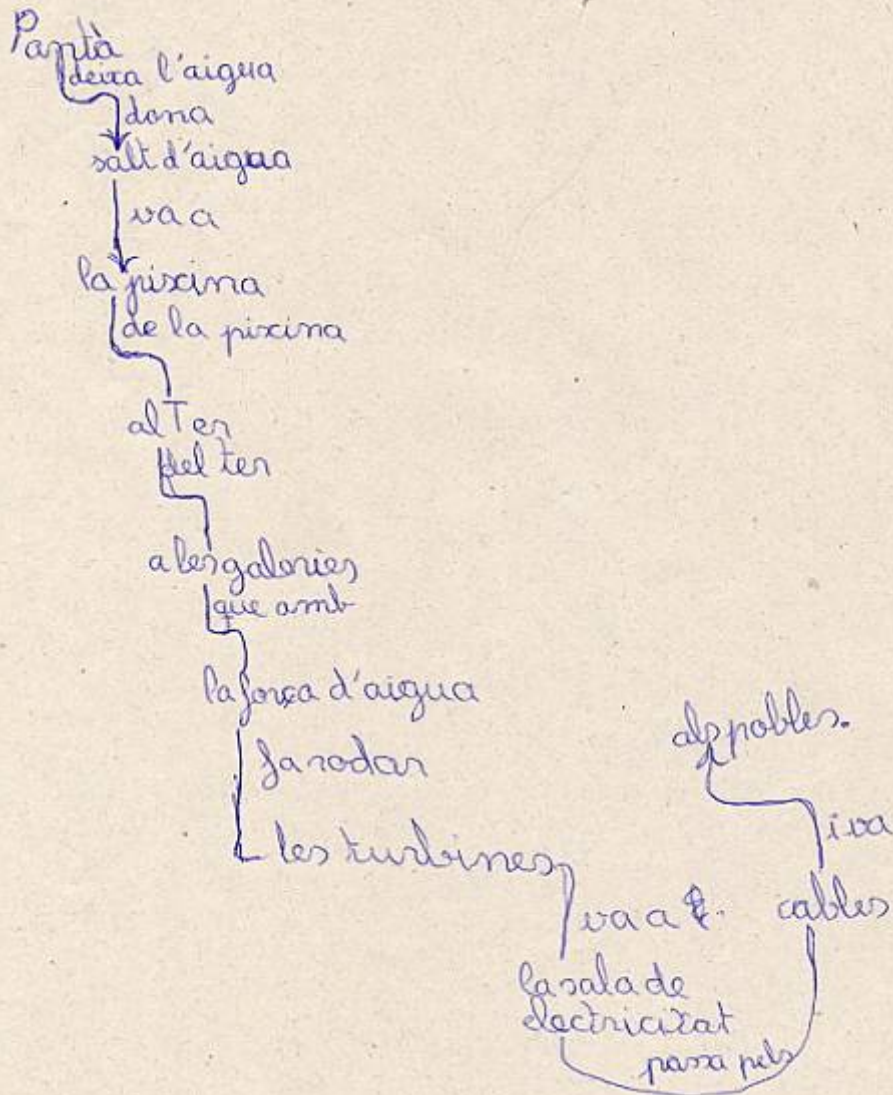 Pantà
deixa l'aigua
dona
salt d'aigua
va a
la piscina
de la piscina
al Ter
del ter
a les galeries
que amb
la força d'aigua
fa rodar
les turbines
va a
la sala de
electricitat
passa pels
cables
i va
als pobles.